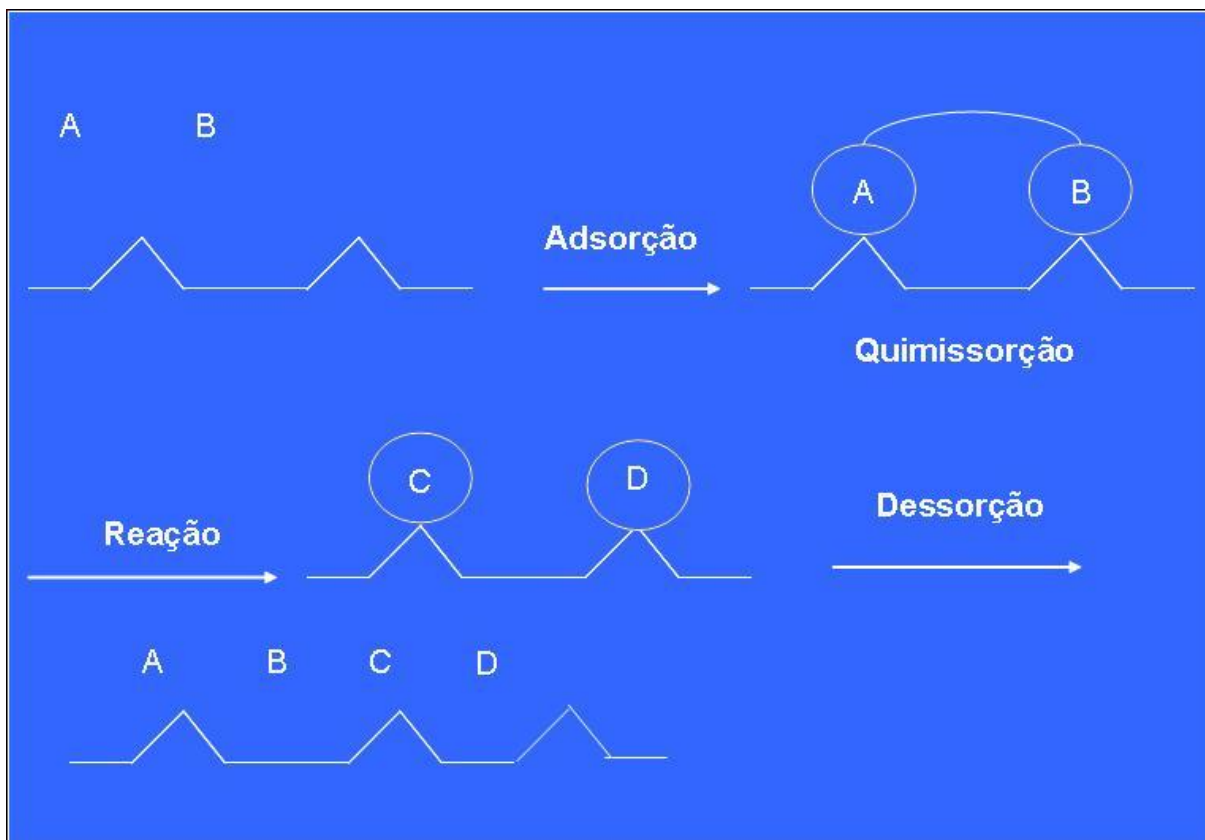 A B
A B
Adsorção
Quimissorção
C D
Reação
Dessorção
A B C D